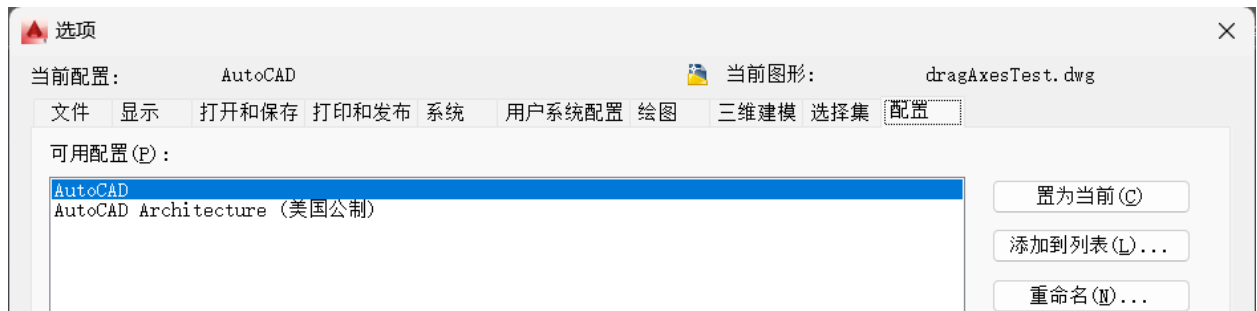 选项
当前配置: AutoCAD 当前图形: dragAxesTest.dwg
文件 显示 打开和保存 打印和发布 系统 用户系统配置 绘图 三维建模 选择集 配置
可用配置(P):
AutoCAD
AutoCAD Architecture (美国公制)
置为当前(C)
添加到列表(L)...
重命名(N)...